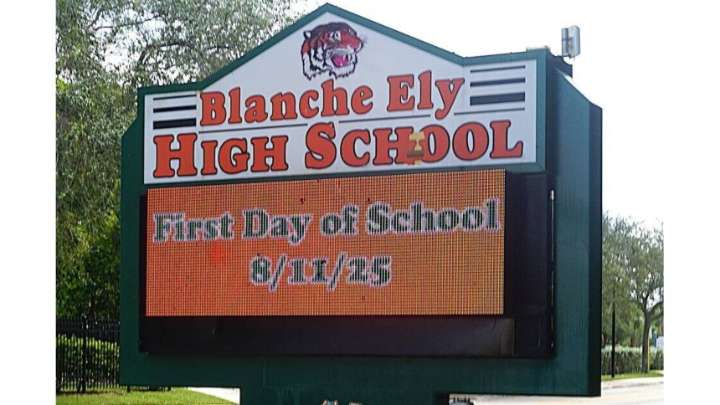 Blanche Ely
HIGH SCHOOL
First Day of School
8/11/25